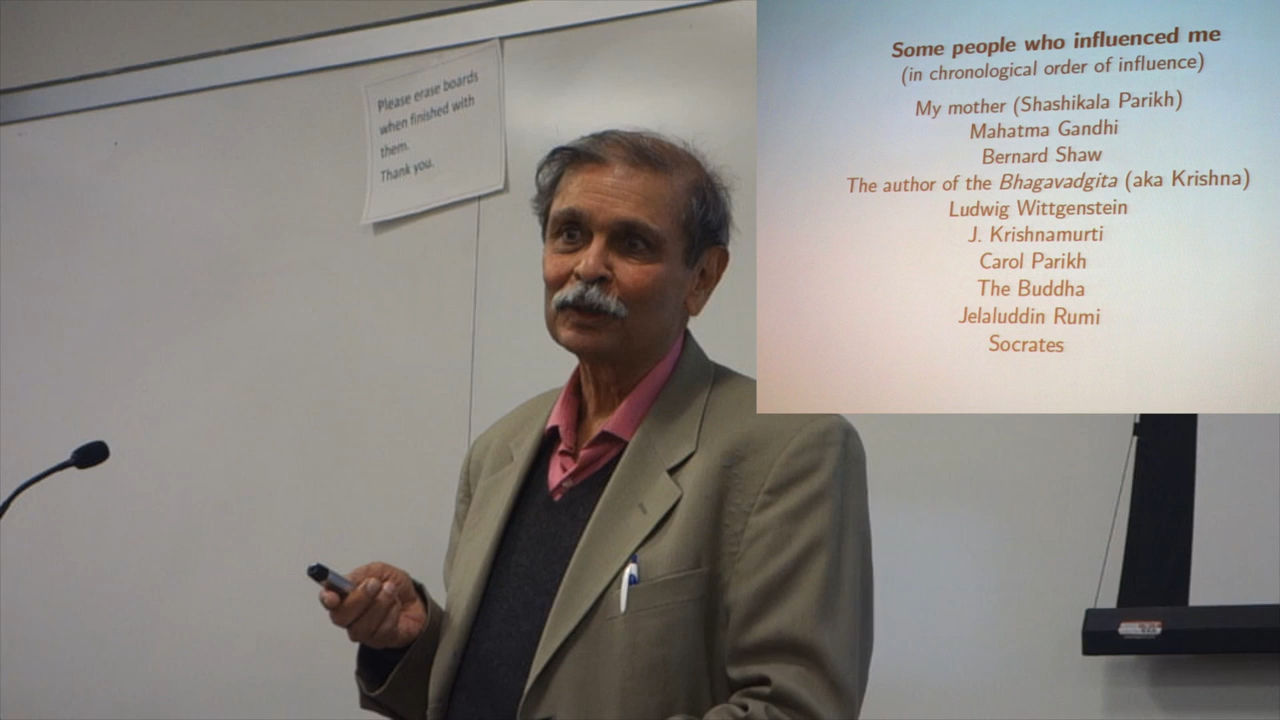 Please erase boards
when finished with
them.
Thank you.
Some people who influenced me
(in chronological order of influence)
My mother (Shashikala Parikh)
Mahatma Gandhi
Bernard Shaw
The author of the Bhagavadgita (aka Krishna)
Ludwig Wittgenstein
J. Krishnamurti
Carol Parikh
The Buddha
Jelaluddin Rumi
Socrates